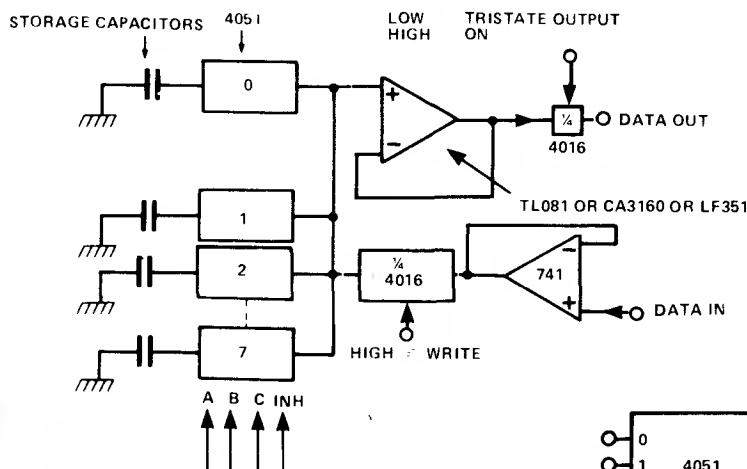 STORAGE CAPACITORS
4051
LOW
HIGH
TRISTATE OUTPUT
ON
0
+
−
¼
4016
DATA OUT
TL081 OR CA3160 OR LF351
1
2
¼
4016
741
−
+
DATA IN
HIGH = WRITE
7
A B C INH
0
1 4051